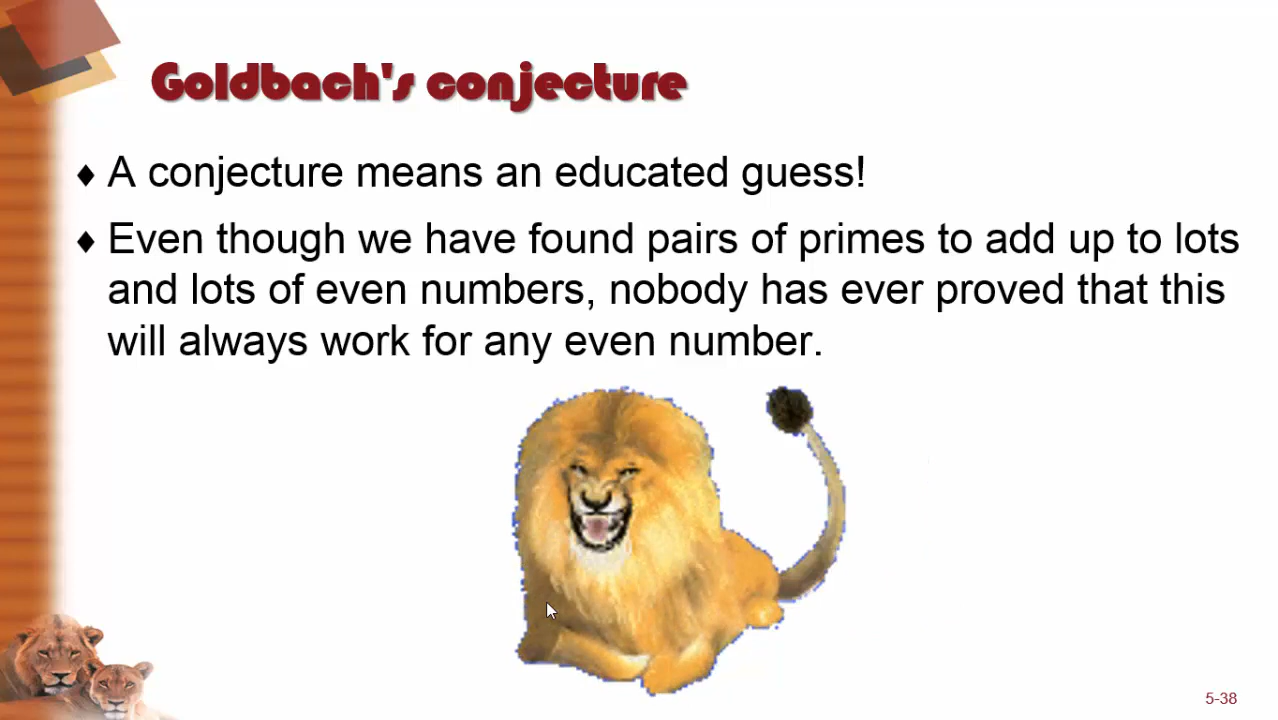 Goldbach's conjecture
♦ A conjecture means an educated guess!
♦ Even though we have found pairs of primes to add up to lots
and lots of even numbers, nobody has ever proved that this
will always work for any even number.
5-38